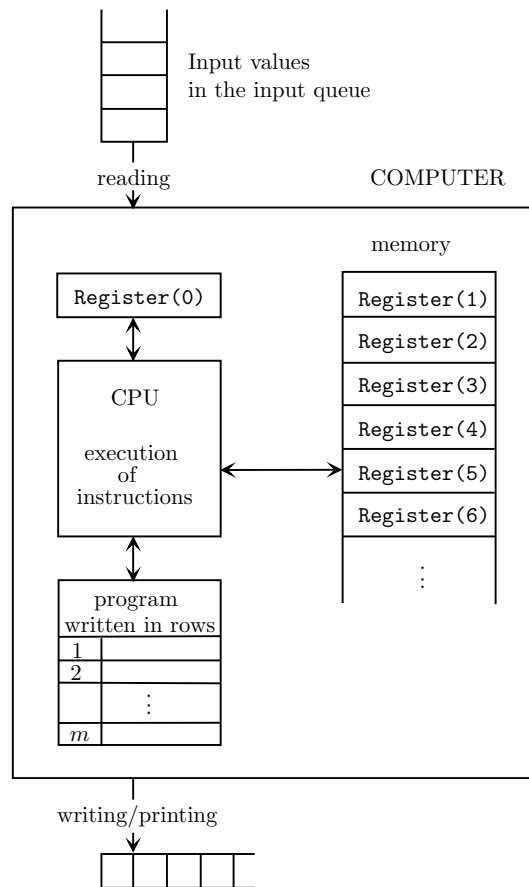 Input values
in the input queue
reading
COMPUTER
memory
Register(0)
Register(1)
Register(2)
Register(3)
Register(4)
Register(5)
Register(6)
⋮
CPU
execution
of
instructions
program
written in rows
1
2
⋮
m
writing/printing